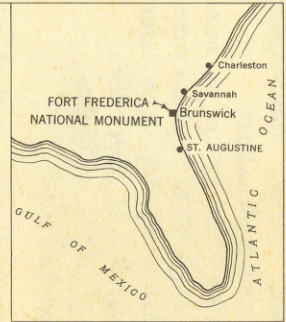 Charleston
Savannah
FORT FREDERICA
NATIONAL MONUMENT
Brunswick
ST. AUGUSTINE
ATLANTIC OCEAN
GULF OF MEXICO